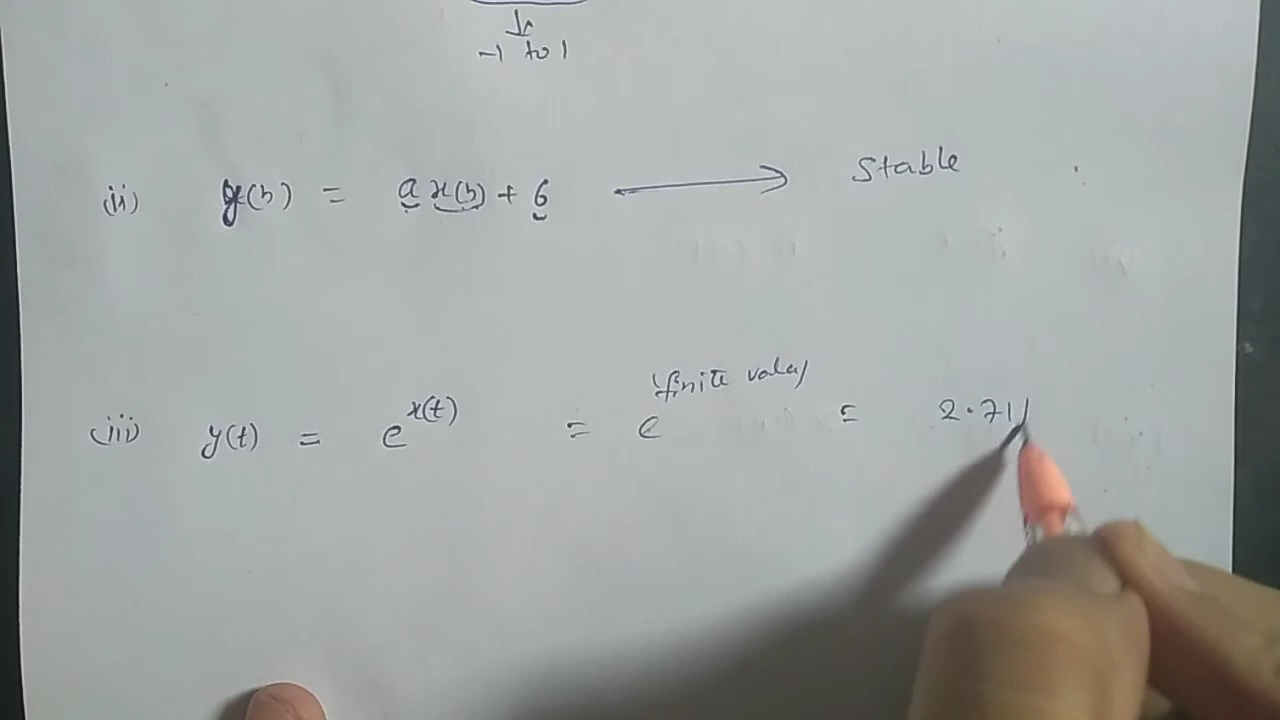 -1 to 1
(ii) y(n) = a x(n) + b Stable
(iii) y(t) = e^x(t) = e^finite value = 2.71